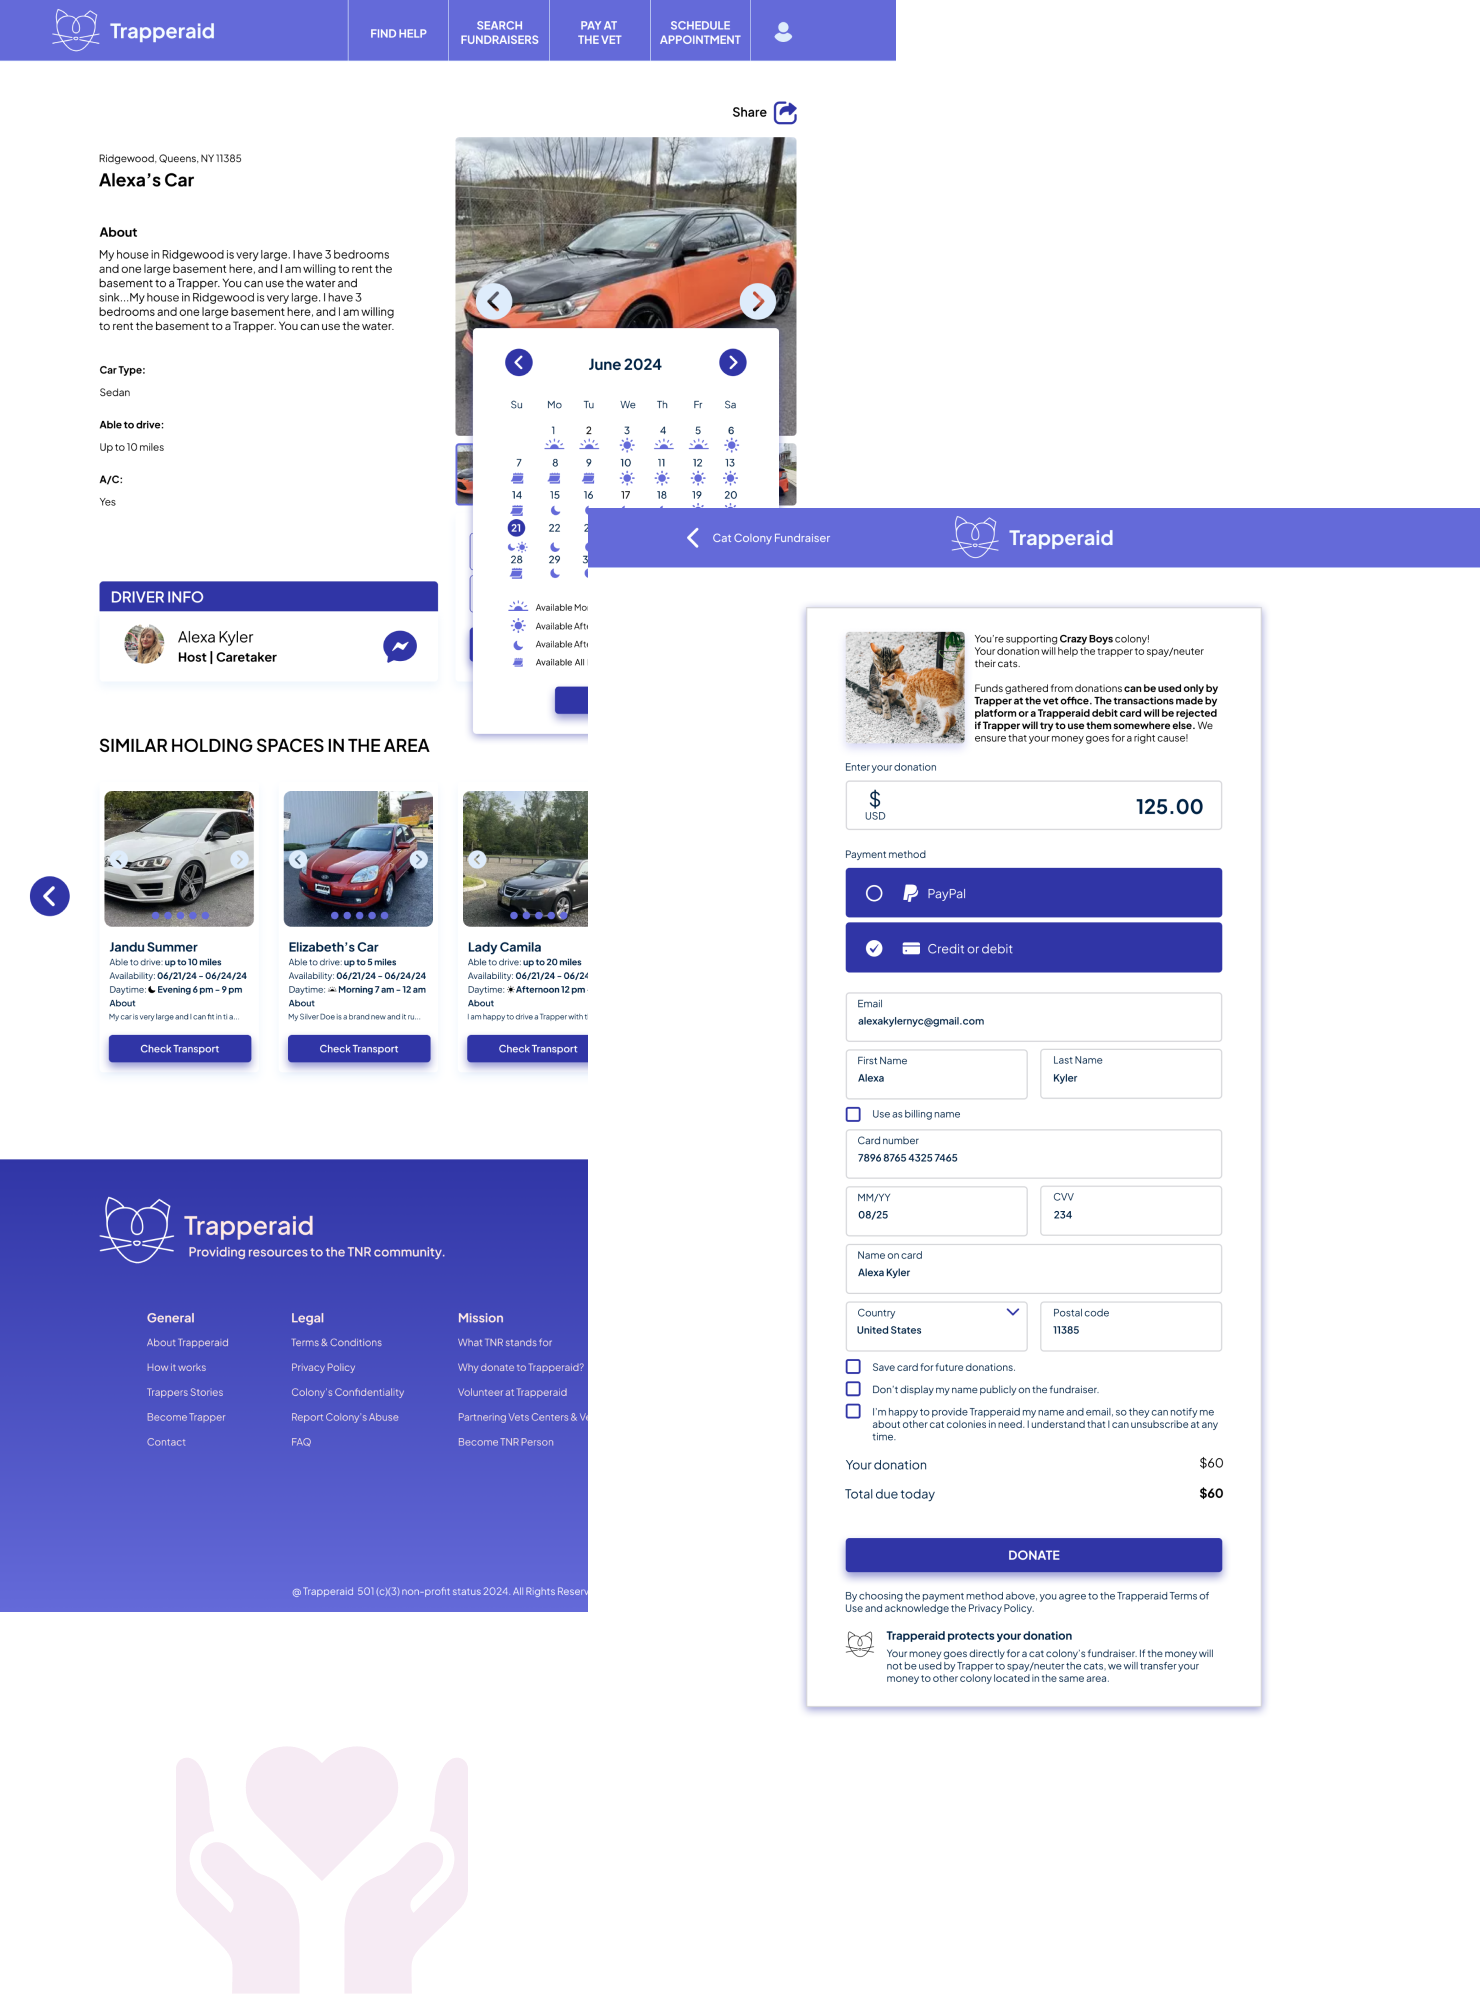 Trapperaid
FIND HELP
SEARCH
FUNDRAISERS
PAY AT
THE VET
SCHEDULE
APPOINTMENT
Share
Ridgewood, Queens, NY 11385
Alexa's Car
About
My house in Ridgewood is very large. I have 3 bedrooms
and one large basement here, and I am willing to rent the
basement to a Trapper. You can use the water and
sink...My house in Ridgewood is very large. I have 3
bedrooms and one large basement here, and I am willing
to rent the basement to a Trapper. You can use the water.
Car Type:
Sedan
Able to drive:
Up to 10 miles
A/C:
Yes
June 2024
Su Mo Tu We Th Fr Sa
1 2 3 4 5 6
7 8 9 10 11 12 13
14 15 16 17 18 19 20
21 22
28 29
Available
Available
Available
Available All
DRIVER INFO
Alexa Kyler
Host | Caretaker
SIMILAR HOLDING SPACES IN THE AREA
Jandu Summer
Able to drive: up to 10 miles
Availability: 06/21/24 - 06/24/24
Daytime: Evening 6 pm - 9 pm
About
My car is very large and I can fit in ti a...
Check Transport
Elizabeth's Car
Able to drive: up to 5 miles
Availability: 06/21/24 - 06/24/24
Daytime: Morning 7 am - 12 am
About
My Silver Doe is a brand new and it ru...
Check Transport
Lady Camila
Able to drive: up to 20 miles
Availability: 06/21/24 - 06/24
Daytime: Afternoon 12 pm
About
I am happy to drive a Trapper with
Check Transport
Trapperaid
Providing resources to the TNR community.
General
About Trapperaid
How it works
Trappers Stories
Become Trapper
Contact
Legal
Terms & Conditions
Privacy Policy
Colony's Confidentiality
Report Colony's Abuse
FAQ
Mission
What TNR stands for
Why donate to Trapperaid?
Volunteer at Trapperaid
Partnering Vets Centers &
Become TNR Person
@ Trapperaid 501 (c)(3) non-profit status 2024. All Rights
Cat Colony Fundraiser
Trapperaid
You're supporting Crazy Boys colony!
Your donation will help the trapper to spay/neuter
their cats.
Funds gathered from donations can be used only by
Trapper at the vet office. The transactions made by
platform or a Trapperaid debit card will be rejected
if Trapper will try to use them somewhere else. We
ensure that your money goes for a right cause!
Enter your donation
$
USD
125.00
Payment method
PayPal
Credit or debit
Email
alexakylernyc@gmail.com
First Name
Alexa
Last Name
Kyler
Use as billing name
Card number
7896 8765 4325 7465
MM/YY
08/25
CVV
234
Name on card
Alexa Kyler
Country
United States
Postal code
11385
Save card for future donations.
Don't display my name publicly on the fundraiser.
I'm happy to provide Trapperaid my name and email, so they can notify me
about other cat colonies in need. I understand that I can unsubscribe at any
time.
Your donation $60
Total due today $60
DONATE
By choosing the payment method above, you agree to the Trapperaid Terms of
Use and acknowledge the Privacy Policy.
Trapperaid protects your donation
Your money goes directly for a cat colony's fundraiser. If the money will
not be used by Trapper to spay/neuter the cats, we will transfer your
money to other colony located in the same area.